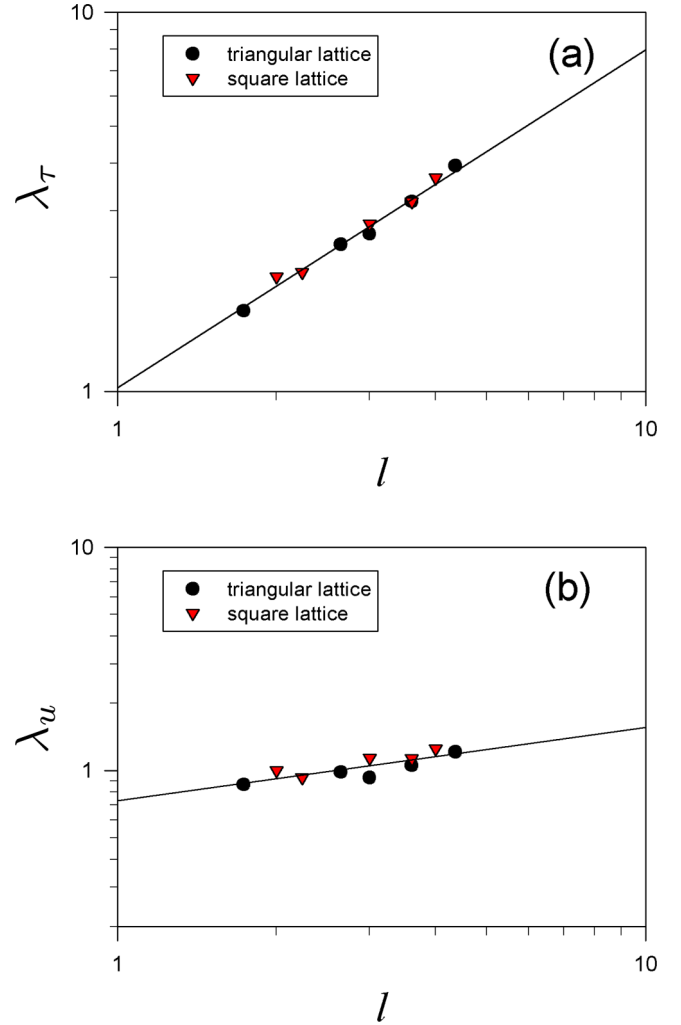 10
triangular lattice
square lattice
(a)
λτ
1
1
10
l
10
triangular lattice
square lattice
(b)
λu
1
1
10
l